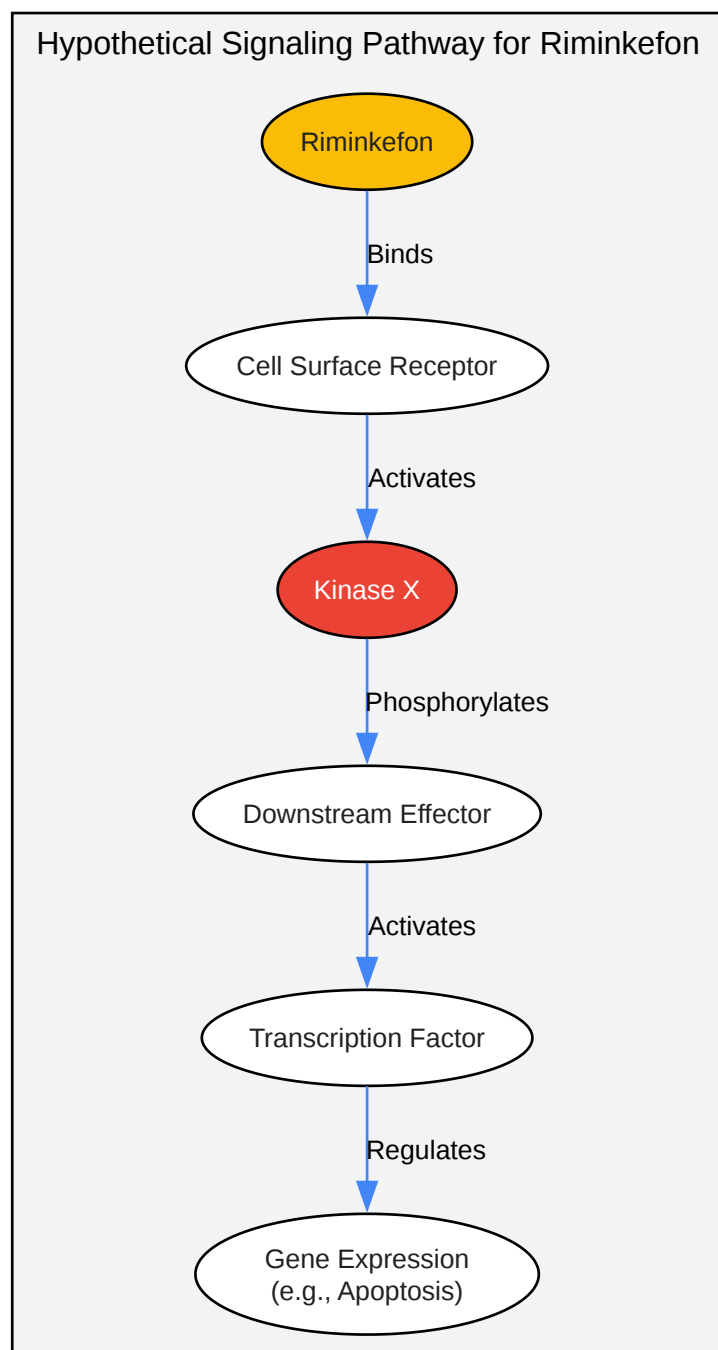 Hypothetical Signaling Pathway for Riminkefon
Riminkefon
Binds
Cell Surface Receptor
Activates
Kinase X
Phosphorylates
Downstream Effector
Activates
Transcription Factor
Regulates
Gene Expression
(e.g., Apoptosis)